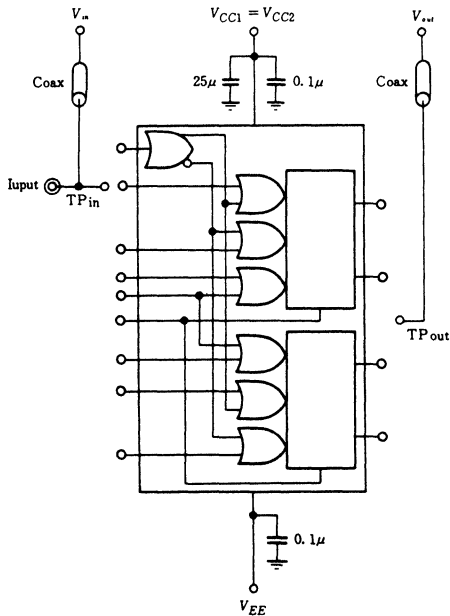 V_in
V_CC1 = V_CC2
V_out
Coax
25μ
0.1μ
Coax
Iuput
TP_in
TP_out
0.1μ
V_EE